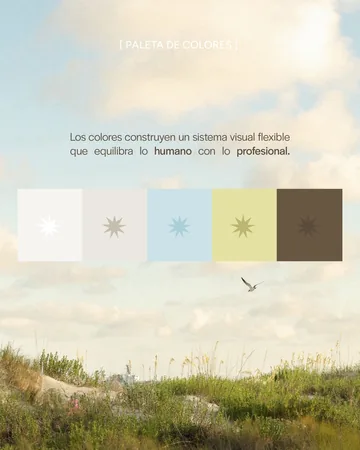 [ PALETA DE COLORES ]
Los colores construyen un sistema visual flexible
que equilibra lo humano con lo profesional.